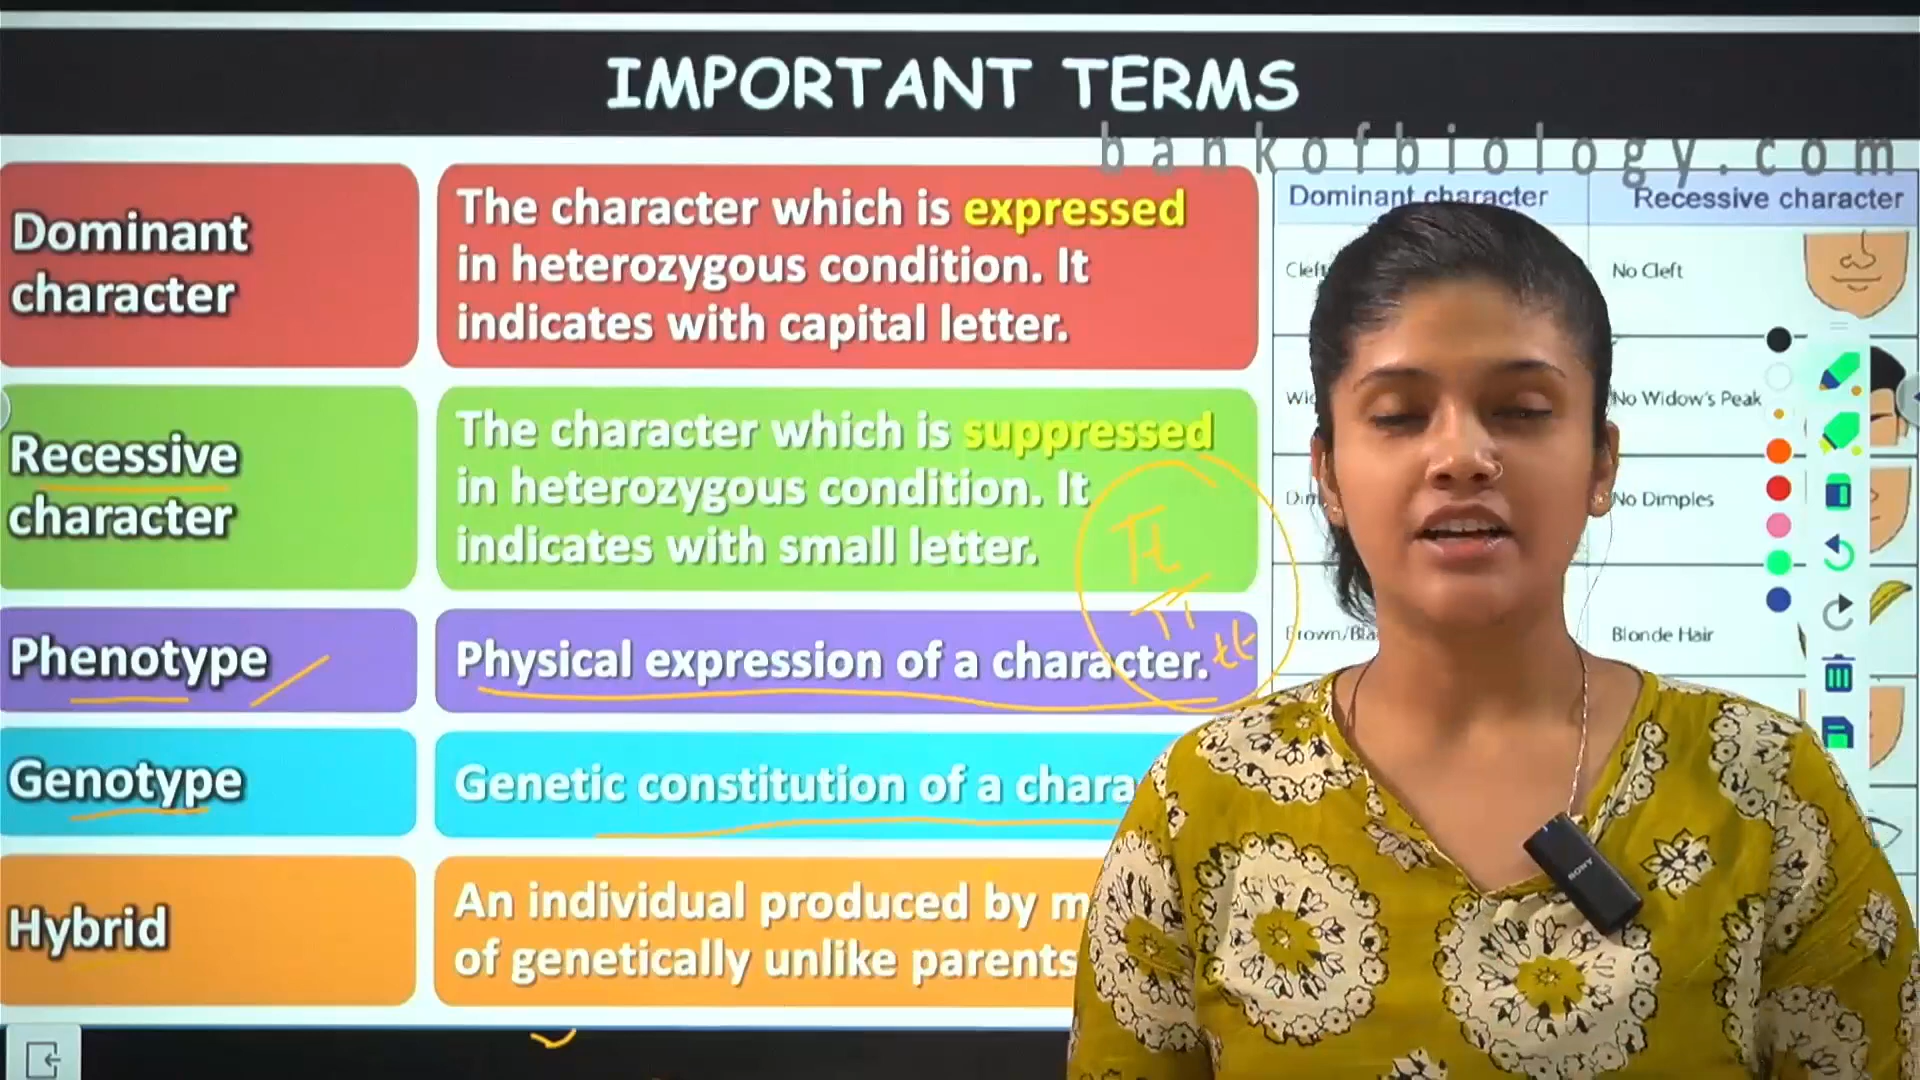 IMPORTANT TERMS
bankofbiology.com
Dominant
character
The character which is expressed
in heterozygous condition. It
indicates with capital letter.
Recessive
character
The character which is suppressed
in heterozygous condition. It
indicates with small letter.
Phenotype
Physical expression of a character.
Genotype
Genetic constitution of a
Hybrid
An individual produced by
of genetically unlike parents
Tt
TT
tt
Dominant character
Recessive character
Cleft
No Cleft
No Widow's Peak
No Dimples
Blonde Hair
SONY